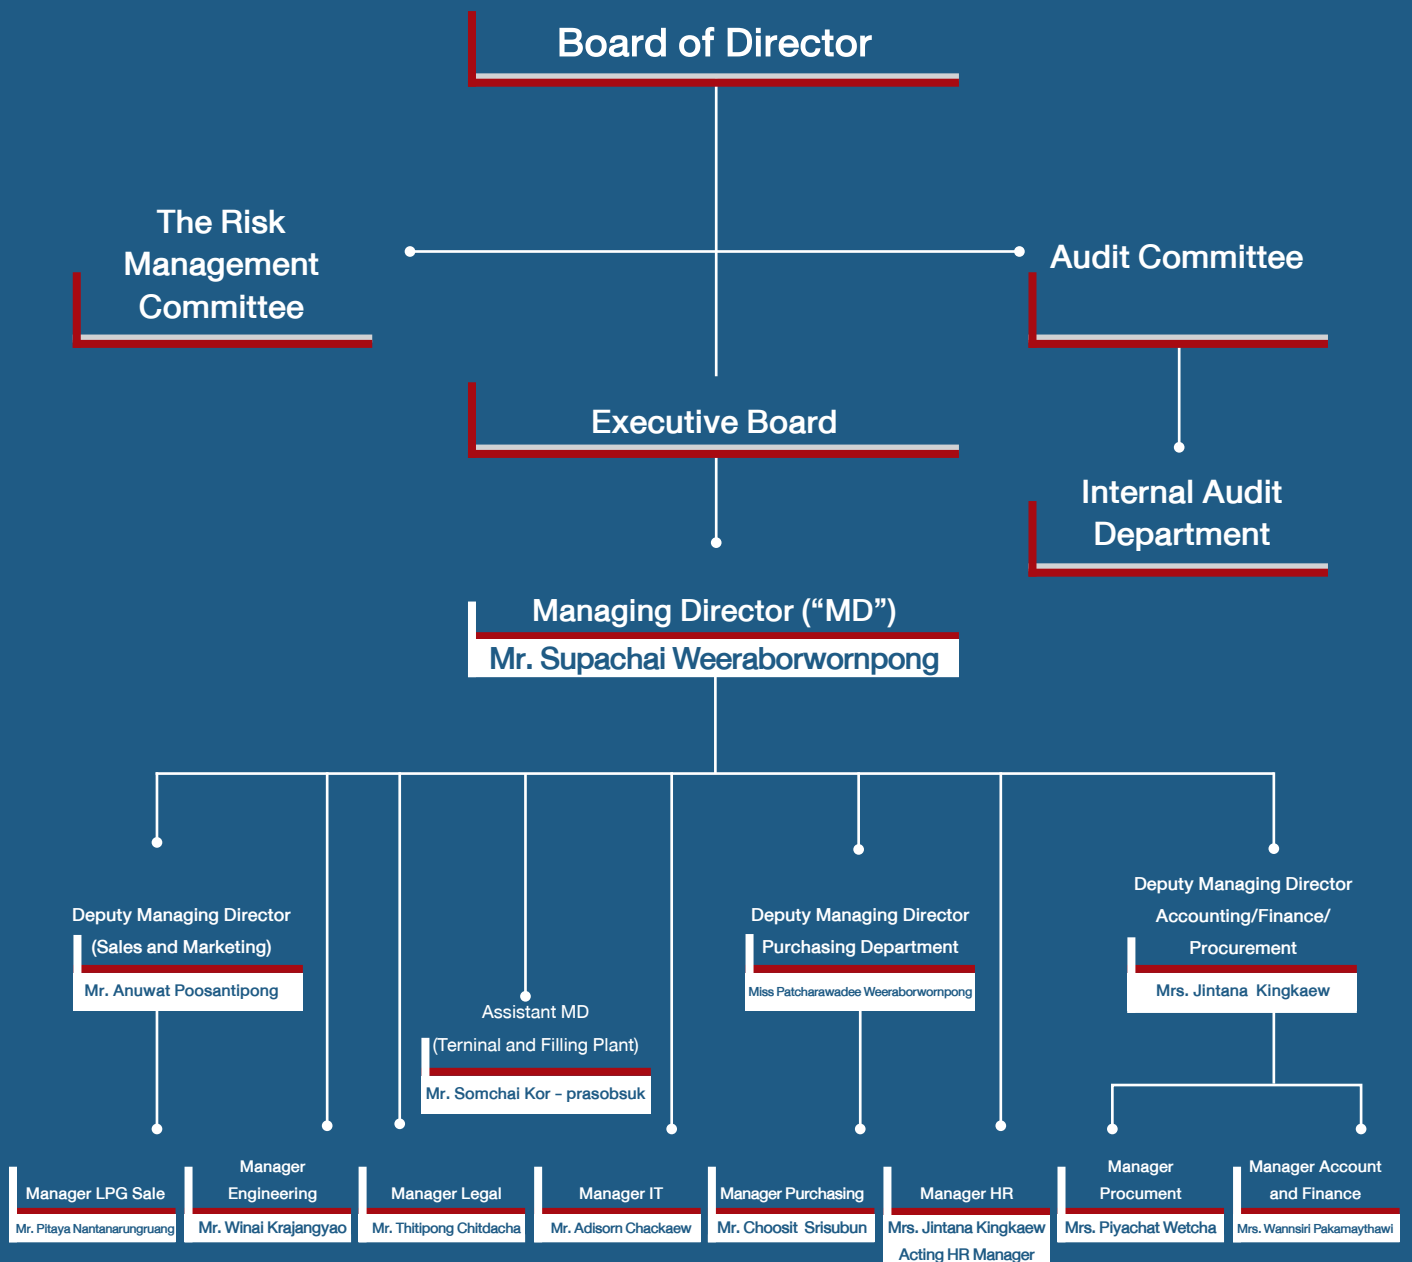 Board of Director
The Risk
Management
Committee
Audit Committee
Executive Board
Internal Audit
Department
Managing Director (“MD”)
Mr. Supachai Weeraborwornpong
Deputy Managing Director
(Sales and Marketing)
Mr. Anuwat Poosantipong
Assistant MD
(Terninal and Filling Plant)
Mr. Somchai Kor - prasobsuk
Deputy Managing Director
Purchasing Department
Miss Patcharawadee Weeraborwornpong
Deputy Managing Director
Accounting/Finance/
Procurement
Mrs. Jintana Kingkaew
Manager LPG Sale
Mr. Pitaya Nantanarungruang
Manager
Engineering
Mr. Winai Krajangyao
Manager Legal
Mr. Thitipong Chitdacha
Manager IT
Mr. Adisorn Chackaew
Manager Purchasing
Mr. Choosit Srisubun
Manager HR
Mrs. Jintana Kingkaew
Acting HR Manager
Manager
Procument
Mrs. Piyachat Wetcha
Manager Account
and Finance
Mrs. Wannsiri Pakamaythawi